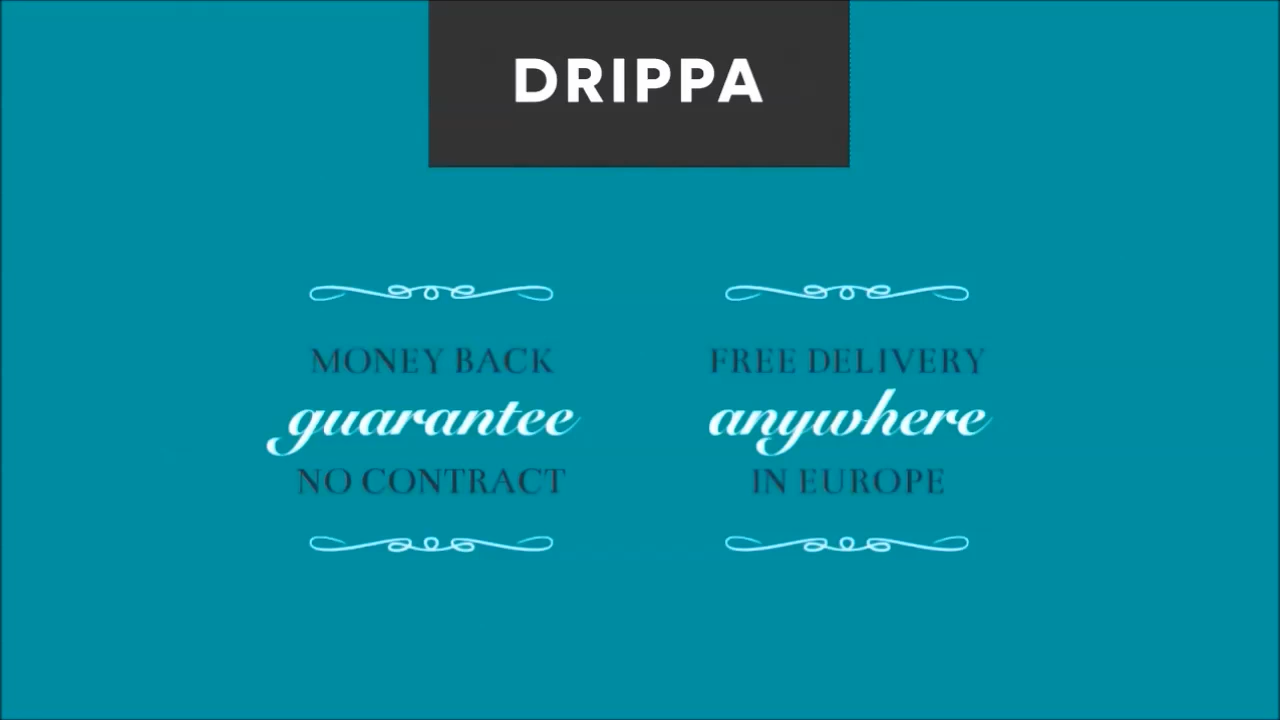 DRIPPA
MONEY BACK
guarantee
NO CONTRACT
FREE DELIVERY
anywhere
IN EUROPE